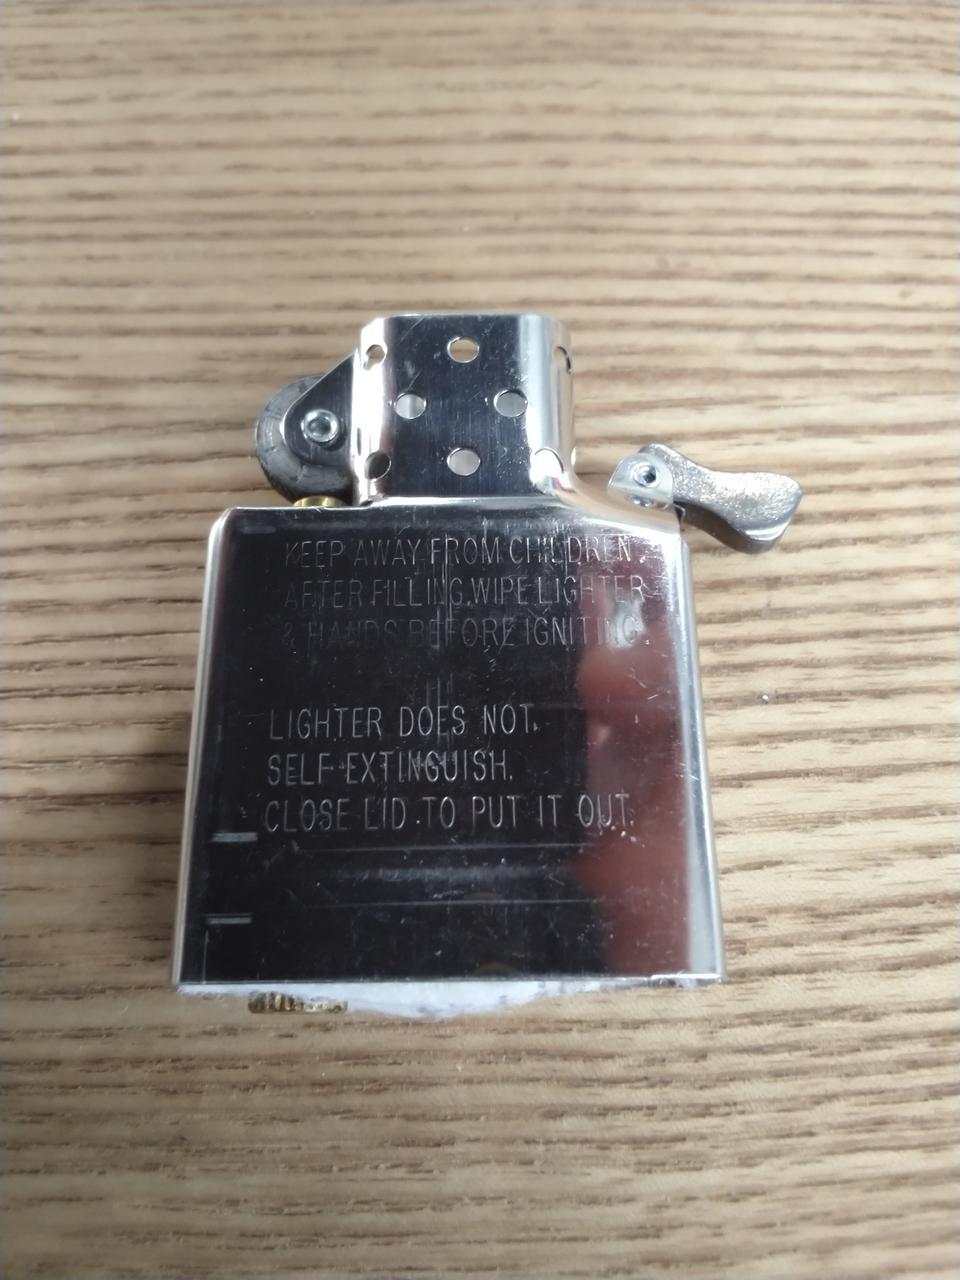 KEEP AWAY FROM CHILDREN.
AFTER FILLING, WIPE LIGHTER
& HANDS BEFORE IGNITING.
LIGHTER DOES NOT
SELF-EXTINGUISH.
CLOSE LID TO PUT IT OUT.